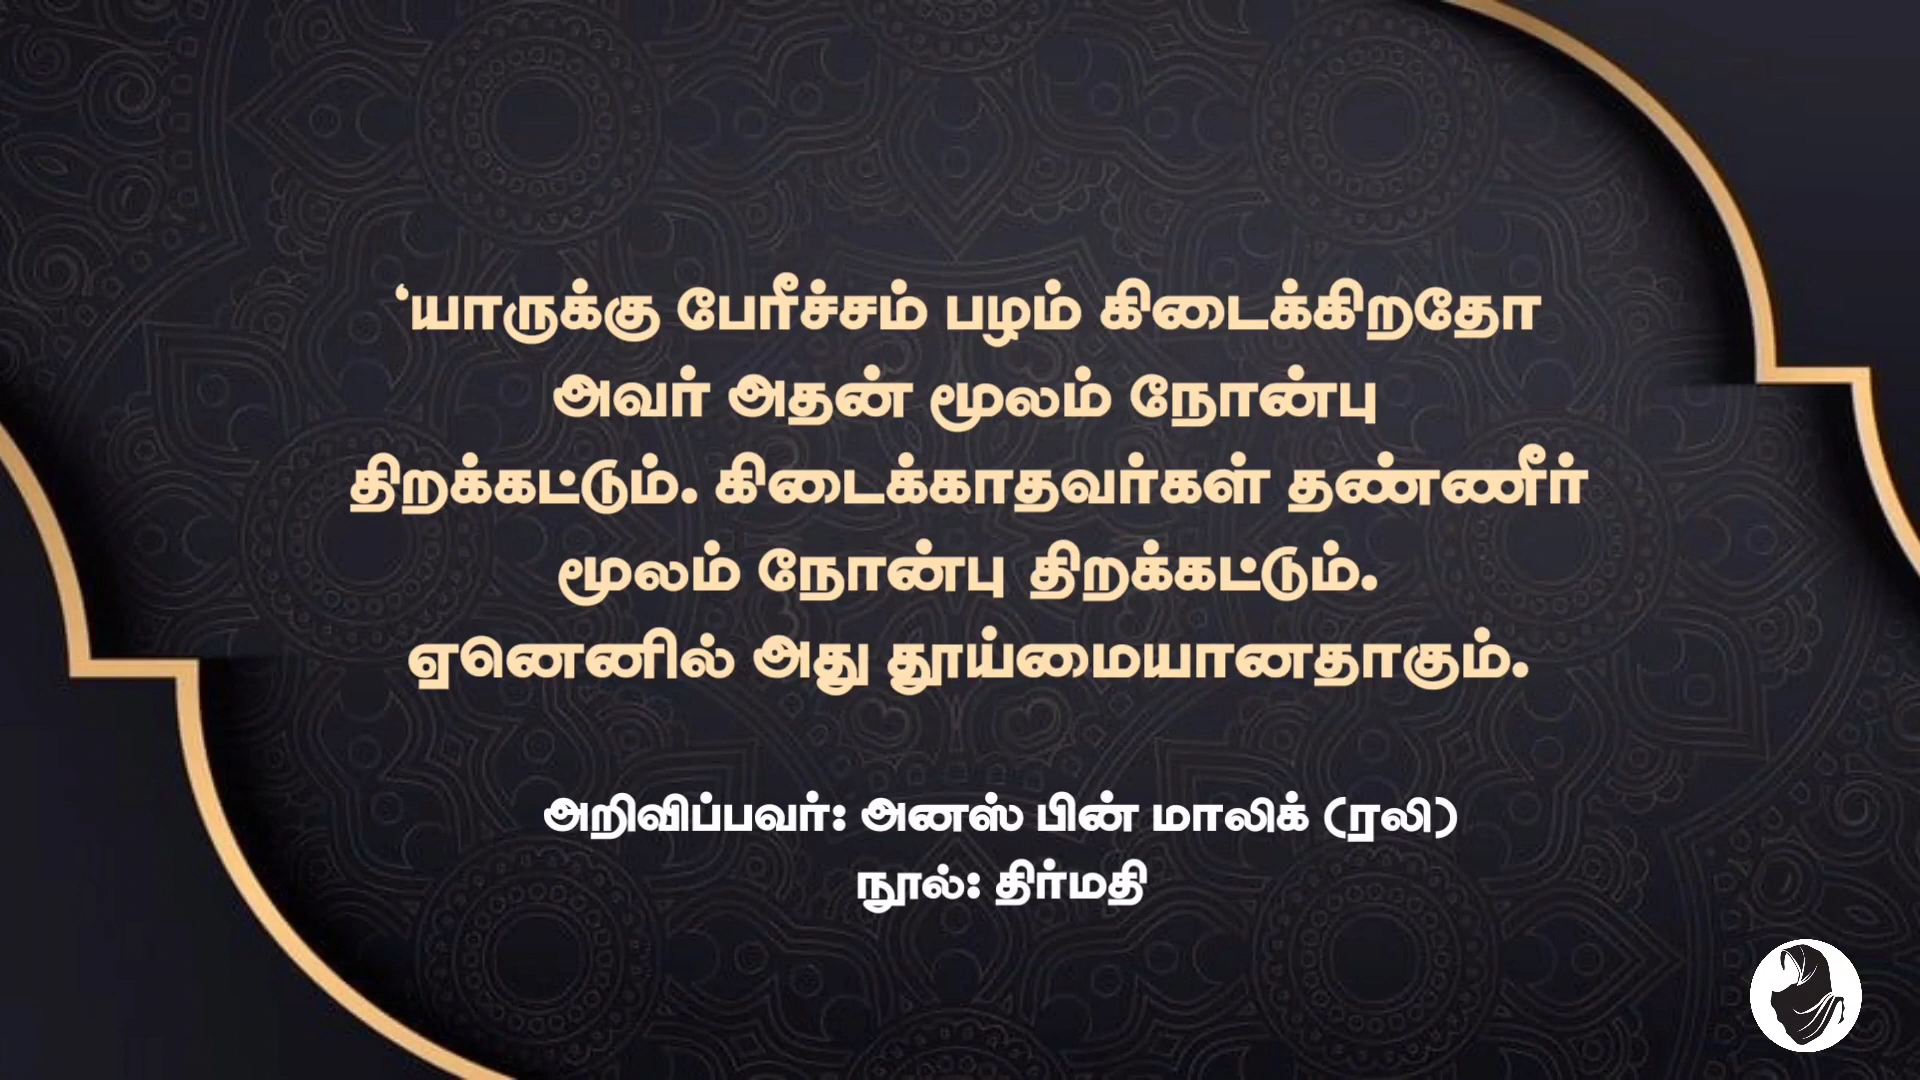 ‘யாருக்கு பேரீச்சம் பழம் கிடைக்கிறதோ
அவர் அதன் மூலம் நோன்பு
திறக்கட்டும். கிடைக்காதவர்கள் தண்ணீர்
மூலம் நோன்பு திறக்கட்டும்.
ஏனெனில் அது தூய்மையானதாகும்.
அறிவிப்பவர்: அனஸ் பின் மாலிக் (ரலி)
நூல்: திர்மதி